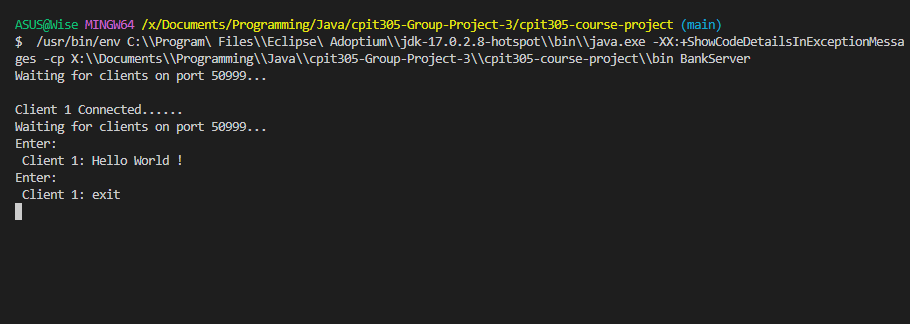 ASUS@Wise MINGW64 /x/Documents/Programming/Java/cpit305-Group-Project-3/cpit305-course-project (main)
$  /usr/bin/env C:\\Program\ Files\\Eclipse\ Adoptium\\jdk-17.0.2.8-hotspot\\bin\\java.exe -XX:+ShowCodeDetailsInExceptionMessa
ges -cp X:\\Documents\\Programming\\Java\\cpit305-Group-Project-3\\cpit305-course-project\\bin BankServer
Waiting for clients on port 50999...
Client 1 Connected......
Waiting for clients on port 50999...
Enter:
 Client 1: Hello World !
Enter:
 Client 1: exit